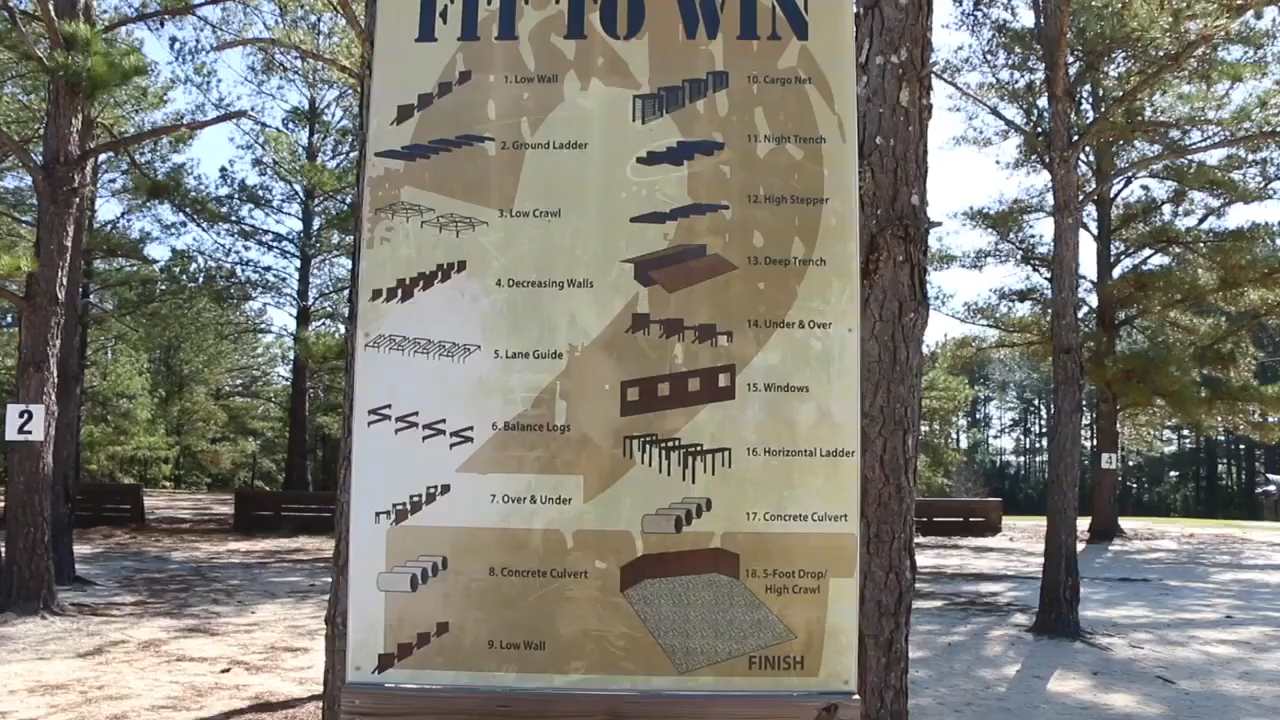 FIT TO WIN
1. Low Wall
2. Ground Ladder
3. Low Crawl
4. Decreasing Walls
5. Lane Guide
6. Balance Logs
7. Over & Under
8. Concrete Culvert
9. Low Wall
10. Cargo Net
11. Night Trench
12. High Stepper
13. Deep Trench
14. Under & Over
15. Windows
16. Horizontal Ladder
17. Concrete Culvert
18. 5-Foot Drop/
High Crawl
FINISH
2
4